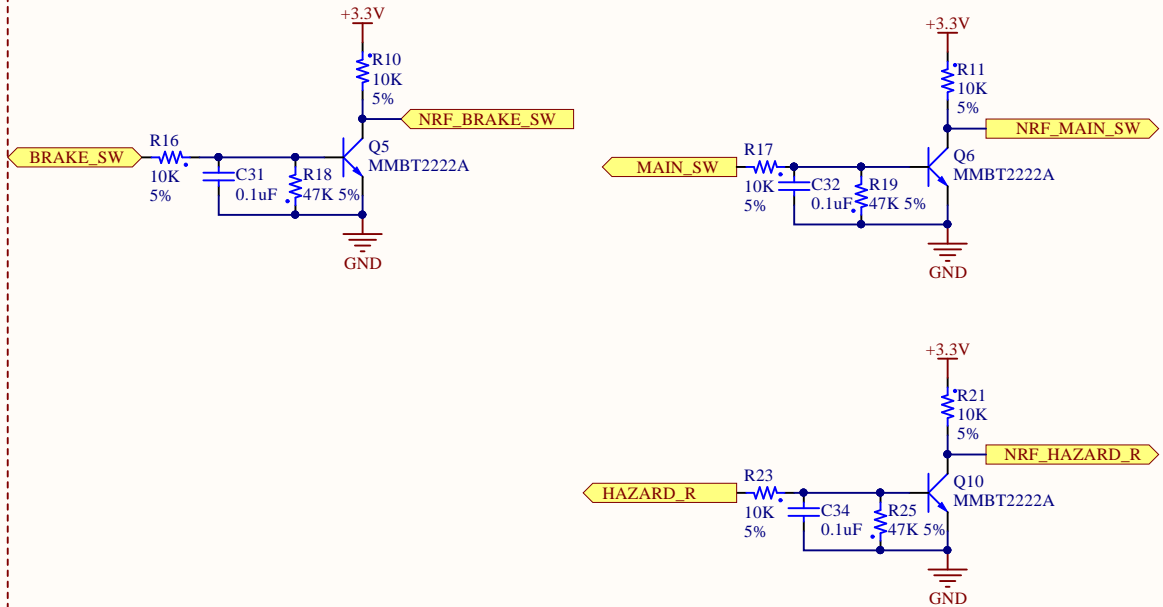 +3.3V
R10
10K
5%
NRF_BRAKE_SW
BRAKE_SW
R16
10K
5%
C31
0.1uF
R18
47K 5%
Q5
MMBT2222A
GND
+3.3V
R11
10K
5%
NRF_MAIN_SW
MAIN_SW
R17
10K
5%
C32
0.1uF
R19
47K 5%
Q6
MMBT2222A
GND
+3.3V
R21
10K
5%
NRF_HAZARD_R
HAZARD_R
R23
10K
5%
C34
0.1uF
R25
47K 5%
Q10
MMBT2222A
GND